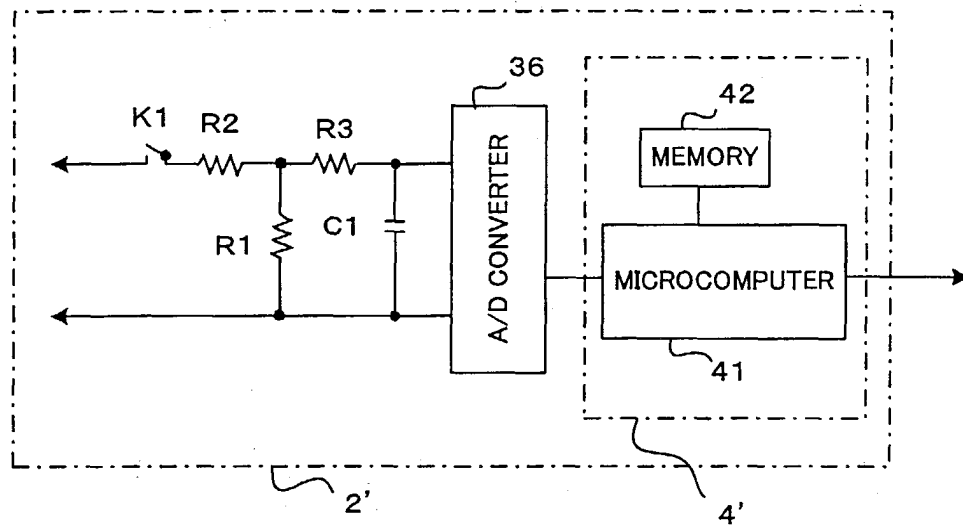 36
42
K1
R2
R3
MEMORY
R1
C1
A/D CONVERTER
MICROCOMPUTER
41
2'
4'